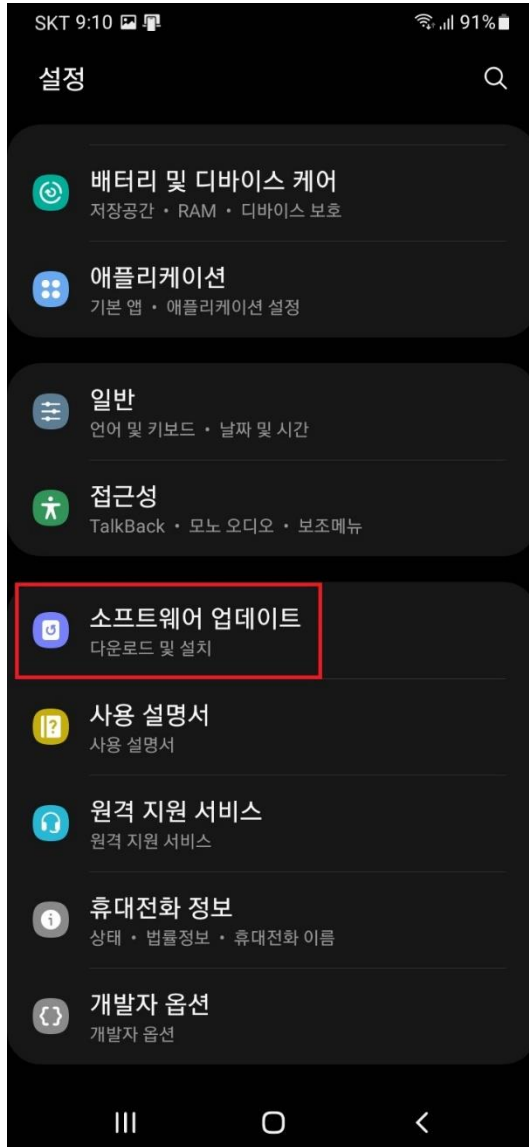 SKT 9:10 91%
설정
배터리 및 디바이스 케어
저장공간 • RAM • 디바이스 보호
애플리케이션
기본 앱 • 애플리케이션 설정
일반
언어 및 키보드 • 날짜 및 시간
접근성
TalkBack • 모노 오디오 • 보조메뉴
소프트웨어 업데이트
다운로드 및 설치
사용 설명서
사용 설명서
원격 지원 서비스
원격 지원 서비스
휴대전화 정보
상태 • 법률정보 • 휴대전화 이름
개발자 옵션
개발자 옵션